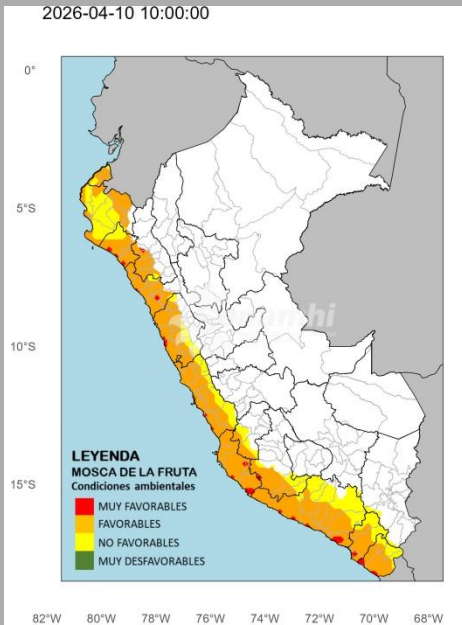 2026-04-10 10:00:00
0°
5°S
10°S
15°S
senamhi
LEYENDA
MOSCA DE LA FRUTA
Condiciones ambientales
MUY FAVORABLES
FAVORABLES
NO FAVORABLES
MUY DESFAVORABLES
82°W 80°W 78°W 76°W 74°W 72°W 70°W 68°W